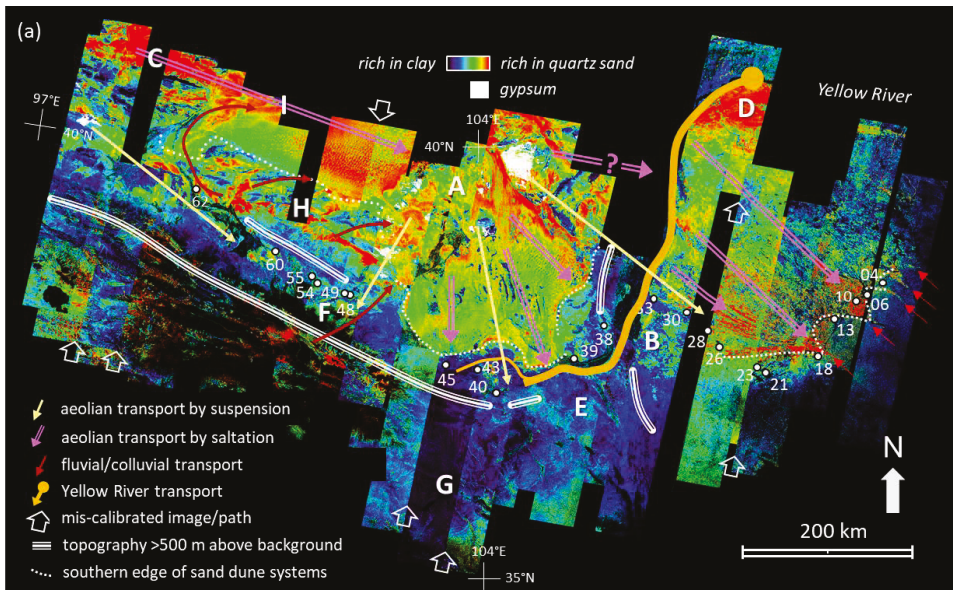 (a)
C
rich in clay
rich in quartz sand
gypsum
Yellow River
D
97°E
40°N
I
104°E
40°N
?
A
62
H
60
55
54
49
48
F
04
10
06
13
33
30
B
28
26
18
23
21
38
39
43
45
40
E
G
N
aeolian transport by suspension
aeolian transport by saltation
fluvial/colluvial transport
Yellow River transport
mis-calibrated image/path
topography >500 m above background
southern edge of sand dune systems
200 km
104°E
35°N